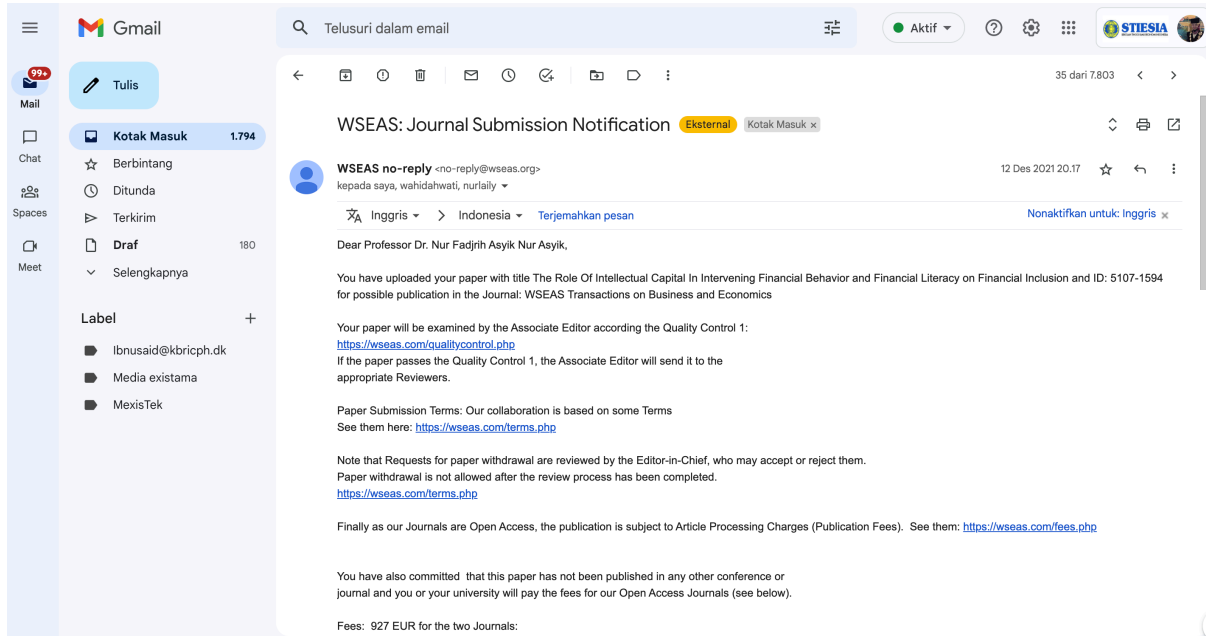 Gmail
Telusuri dalam email
Aktif
STIESIA
99+
Mail
Chat
Spaces
Meet
Tulis
Kotak Masuk 1.794
Berbintang
Ditunda
Terkirim
Draf 180
Selengkapnya
Label
Ibnusaid@kbricph.dk
Media existama
MexisTek
35 dari 7.803
WSEAS: Journal Submission Notification Eksternal Kotak Masuk ×
WSEAS no-reply <no-reply@wseas.org> 12 Des 2021 20.17
kepada saya, wahidahwati, nurlaily
Inggris > Indonesia Terjemahkan pesan Nonaktifkan untuk: Inggris ×
Dear Professor Dr. Nur Fadjrih Asyik Nur Asyik,
You have uploaded your paper with title The Role Of Intellectual Capital In Intervening Financial Behavior and Financial Literacy on Financial Inclusion and ID: 5107-1594
for possible publication in the Journal: WSEAS Transactions on Business and Economics
Your paper will be examined by the Associate Editor according the Quality Control 1:
https://wseas.com/qualitycontrol.php
If the paper passes the Quality Control 1, the Associate Editor will send it to the
appropriate Reviewers.
Paper Submission Terms: Our collaboration is based on some Terms
See them here: https://wseas.com/terms.php
Note that Requests for paper withdrawal are reviewed by the Editor-in-Chief, who may accept or reject them.
Paper withdrawal is not allowed after the review process has been completed.
https://wseas.com/terms.php
Finally as our Journals are Open Access, the publication is subject to Article Processing Charges (Publication Fees). See them: https://wseas.com/fees.php
You have also committed that this paper has not been published in any other conference or
journal and you or your university will pay the fees for our Open Access Journals (see below).
Fees: 927 EUR for the two Journals: